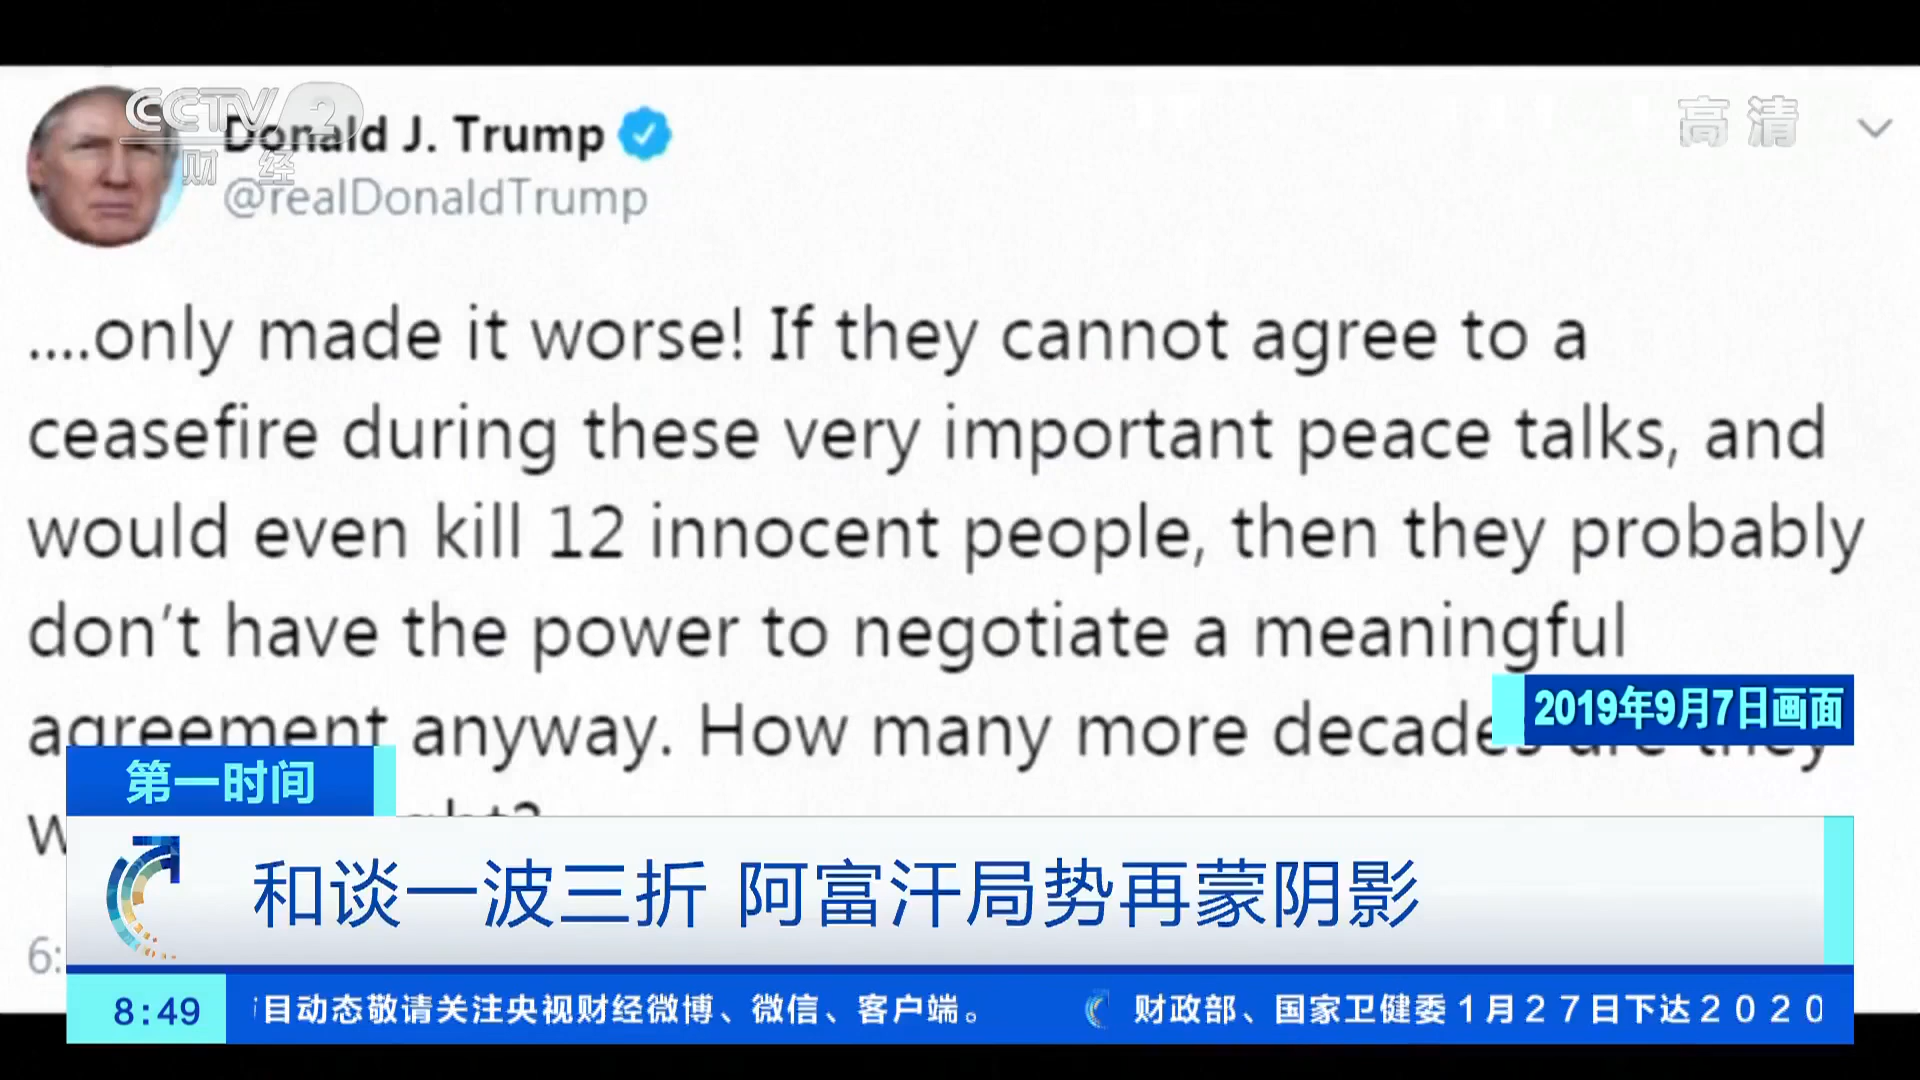 CCTV 2
财经
高清
Donald J. Trump
@realDonaldTrump
....only made it worse! If they cannot agree to a
ceasefire during these very important peace talks, and
would even kill 12 innocent people, then they probably
don't have the power to negotiate a meaningful
agreement anyway. How many more decades are they
2019年9月7日画面
第一时间
和谈一波三折 阿富汗局势再蒙阴影
8:49
目动态敬请关注央视财经微博、微信、客户端。 财政部、国家卫健委1月27日下达2020